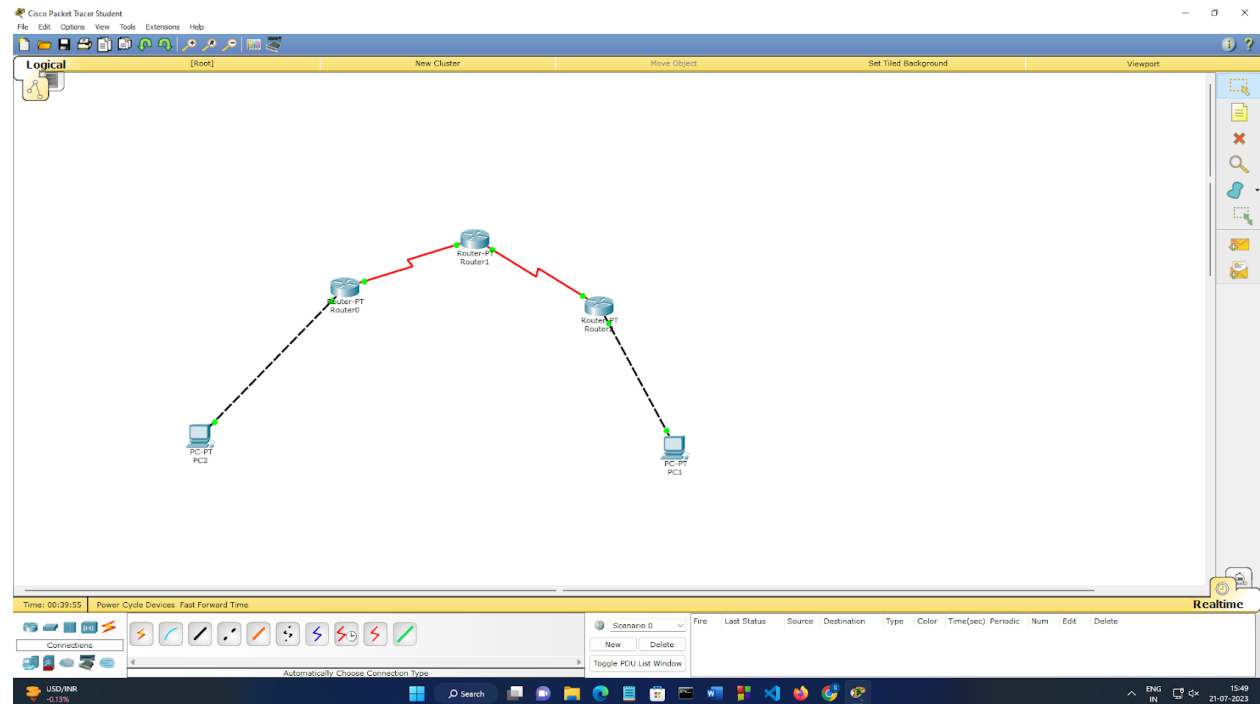 Cisco Packet Tracer Student
File Edit Options View Tools Extensions Help
Logical [Root] New Cluster Move Object Set Tiled Background Viewport
Router-PT
Router1
Router-PT
Router0
Router-PT
PC-PT
PC2
PC-PT
PC1
Time: 00:39:55 Power Cycle Devices Fast Forward Time Realtime
Scenario 0 Fire Last Status Source Destination Type Color Time(sec) Periodic Num Edit Delete
Connections New Delete
Toggle PDU List Window
Automatically Choose Connection Type
USD/INR
-0.13%
Search
ENG
IN
15:49
21-07-2023